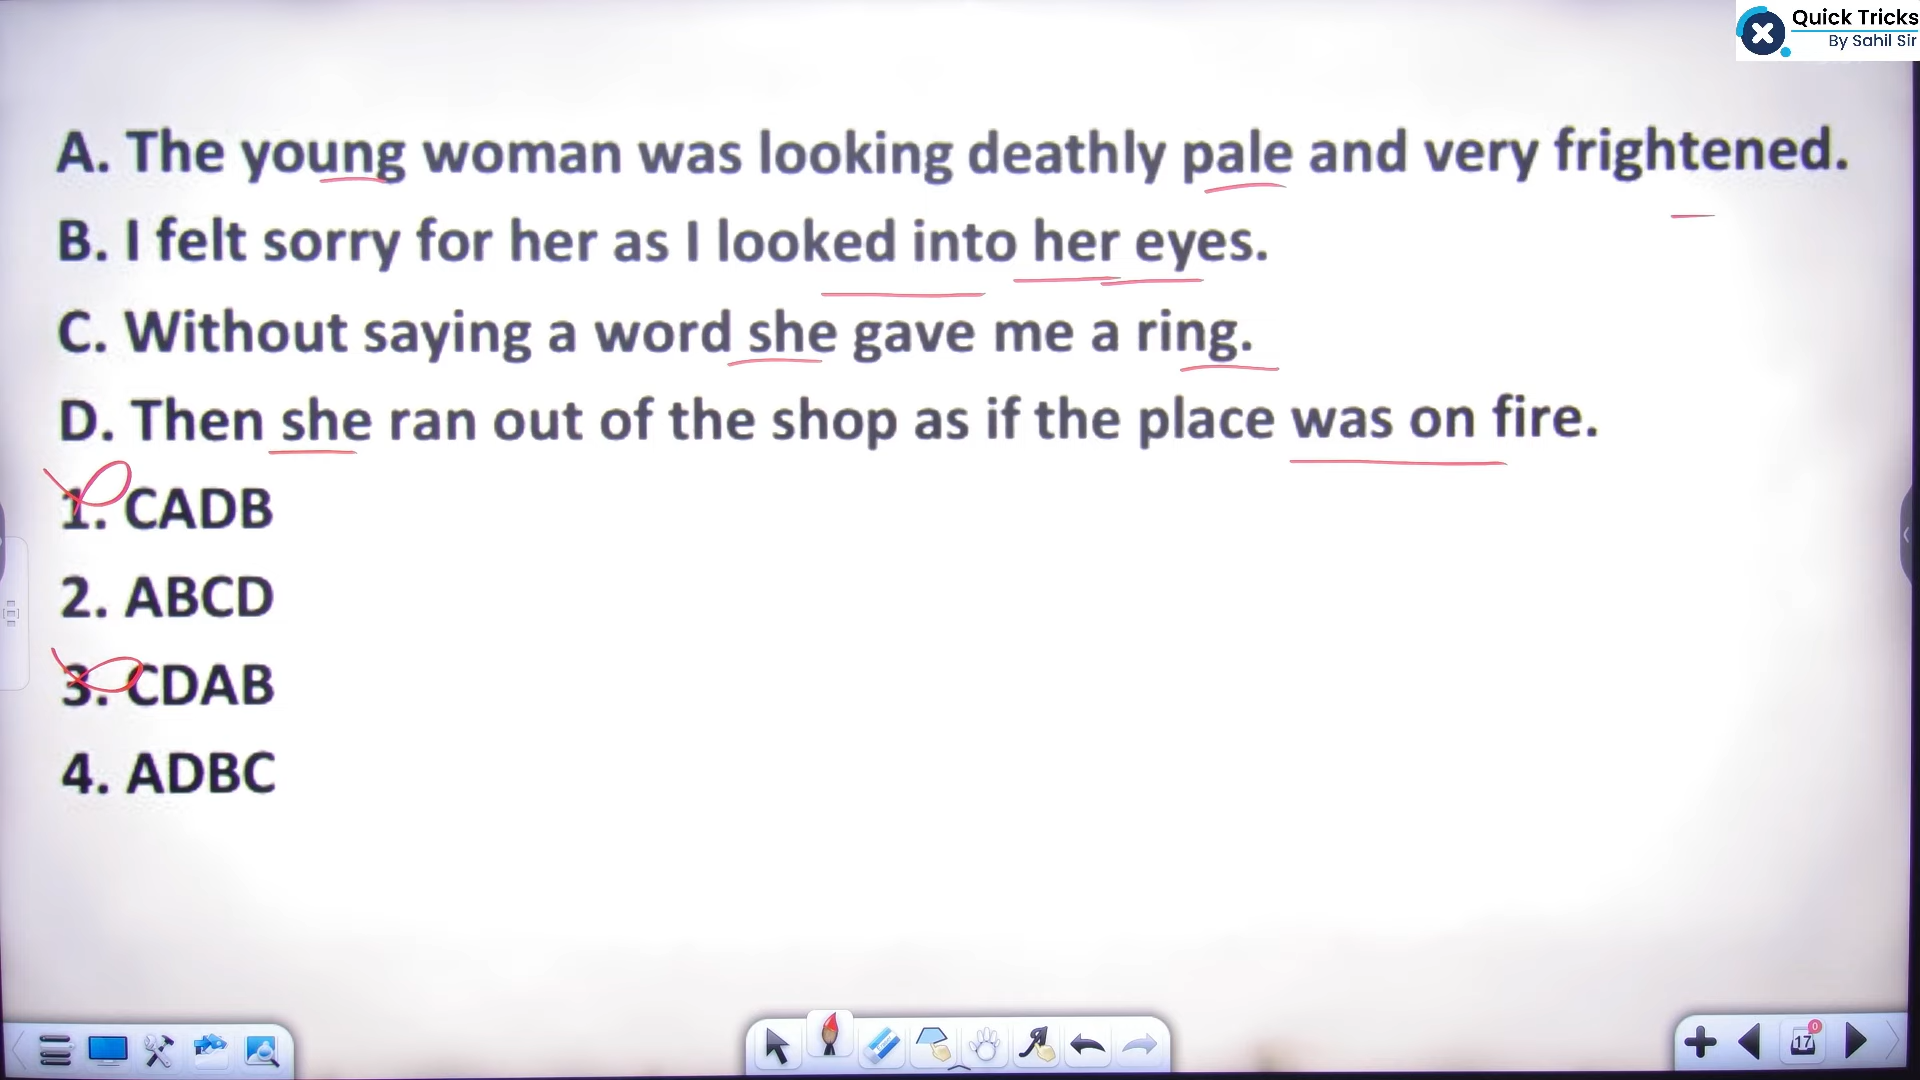 Quick Tricks
By Sahil Sir
A. The young woman was looking deathly pale and very frightened.
B. I felt sorry for her as I looked into her eyes.
C. Without saying a word she gave me a ring.
D. Then she ran out of the shop as if the place was on fire.
1. CADB
2. ABCD
3. CDAB
4. ADBC
17
0